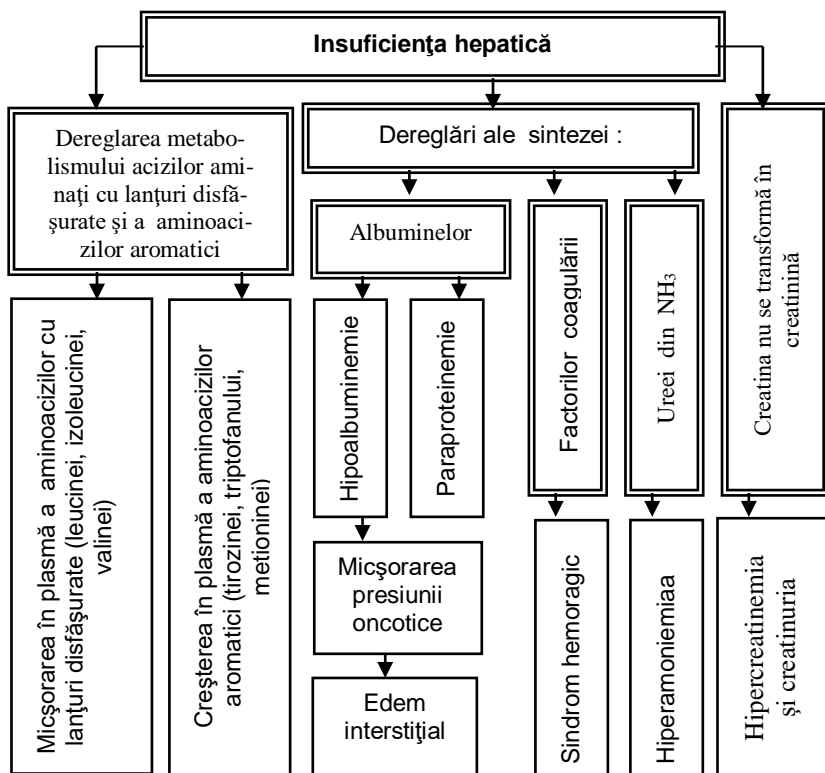 Insuficienţa hepatică
Dereglarea metabo-
lismului acizilor ami-
naţi cu lanţuri disfă-
şurate şi a aminoaci-
zilor aromatici
Dereglări ale sintezei :
Albuminelor
Factorilor coagulării
Ureei din NH₃
Creatina nu se transformă în
creatinină
Micşorarea în plasmă a aminoacizilor cu
lanţuri disfăşurate (leucinei, izoleucinei,
valinei)
Creşterea în plasmă a aminoacizilor
aromatici (tirozinei, triptofanului,
metioninei)
Hipoalbuminemie
Paraproteinemie
Micşorarea
presiunii
oncotice
Edem
interstiţial
Sindrom hemoragic
Hiperamoniemiaa
Hipercreatinemia
şi creatinuria